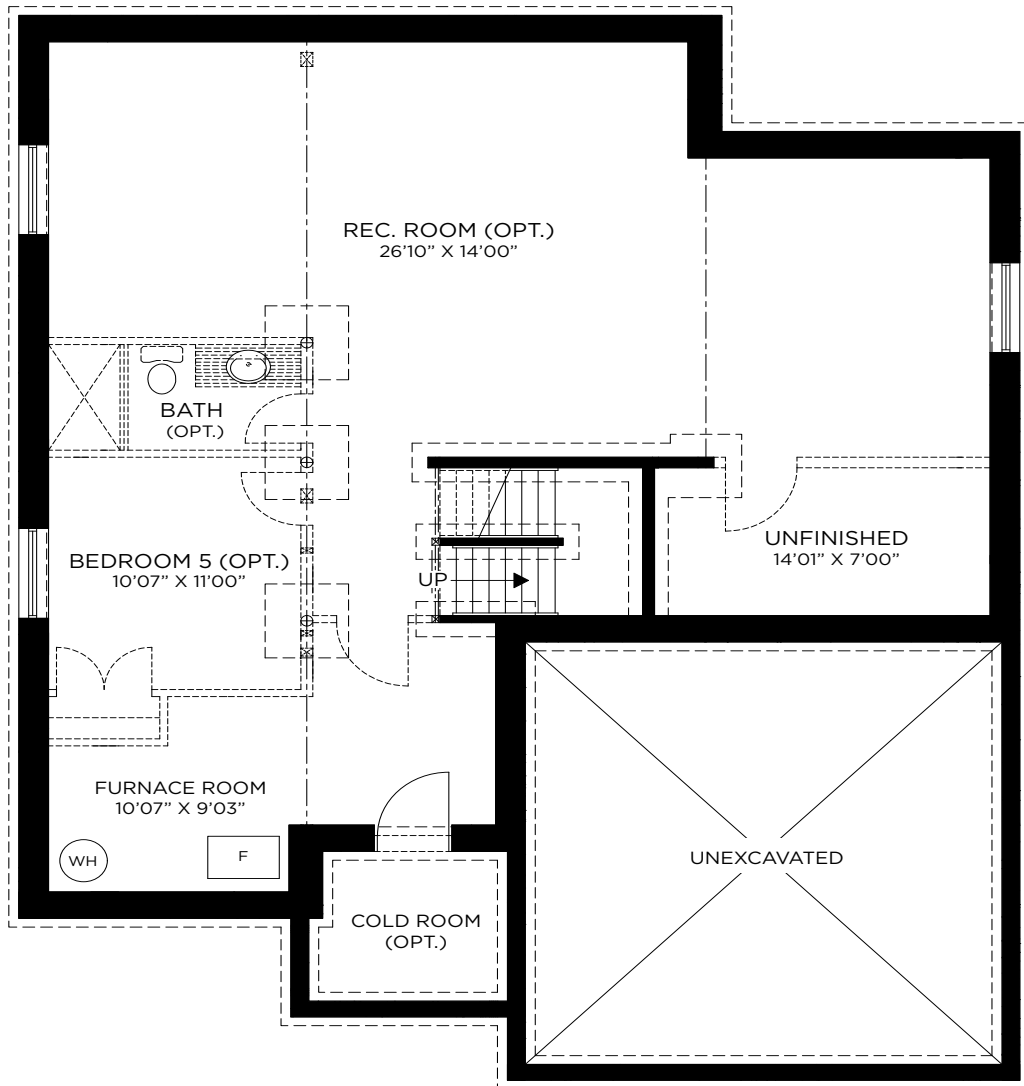 REC. ROOM (OPT.)
26’10” X 14’00”
BATH
(OPT.)
UNFINISHED
14’01” X 7’00”
BEDROOM 5 (OPT.)
10’07” X 11’00”
UP
FURNACE ROOM
10’07” X 9’03”
WH
F
UNEXCAVATED
COLD ROOM
(OPT.)